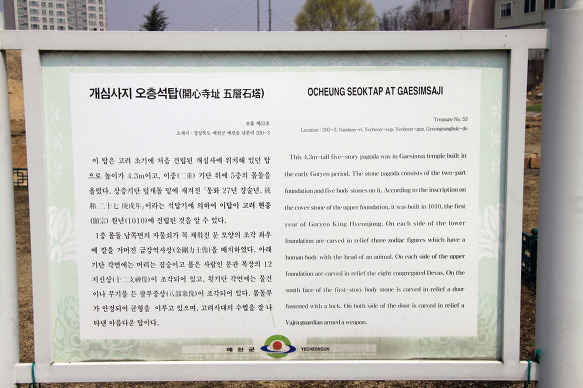 개심사지 오층석탑(開心寺址 五層石塔)
보물 제53호
소재지 : 경상북도 예천군 예천읍 남본리 200-3
이 탑은 고려 초기에 처음 건립된 개심사에 위치해 있던 탑
으로 높이가 4.3m이고, 이중(二重) 기단 위에 5층의 몸돌을
올렸다. 상층기단 덮개돌 밑에 새겨진 「통화 27년 경술년, 統
和 二十七 庚戌年」이라는 석탑기에 의하여 이탑이 고려 현종
(顯宗) 원년(1010)에 건립된 것을 알 수 있다.
1층 몸돌 남쪽면의 자물쇠가 꼭 채워진 문 모양의 조각 좌우
에 칼을 거머진 금강역사상(金剛力士像)을 배치하였다. 아래
기단 각면에는 머리는 짐승이고 몸은 사람인 문관 복장의 12
지신상(十二支神像)이 조각되어 있고, 윗기단 각면에는 물건
이나 무기를 든 팔부중상(八部衆像)이 조각되어 있다. 몸돌부
가 안정되어 균형을 이루고 있으며, 고려시대의 수법을 잘 나
타낸 아름다운 탑이다.
OCHEUNG SEOKTAP AT GAESIMSAJI
Treasure No. 53
Location : 200-3, Nambon-ri, Yecheon-eup, Yecheon-gun, Gyeongsangbuk-do
This 4.3m-tall five-story pagoda was in Gaesimsa temple built in
the early Goryeo period. The stone pagoda consists of the two-part
foundation and five body stones on it. According to the inscription on
the cover stone of the upper foundation, it was built in 1010, the first
year of Goryeo King Hyeonjong. On each side of the lower
foundation are carved in relief three zodiac figures which have a
human body with the head of an animal. On each side of the upper
foundation are carved in relief the eight congregated Devas. On the
south face of the first-story body stone is carved in relief a door
fastened with a lock. On both side of the door is carved in relief a
Vajra guardian armed a weapon.
예천군 YECHEONGUN